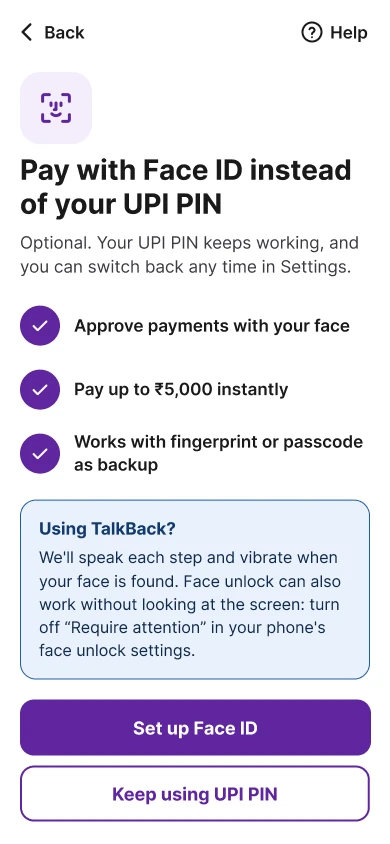 Back
Help
Pay with Face ID instead
of your UPI PIN
Optional. Your UPI PIN keeps working, and
you can switch back any time in Settings.
Approve payments with your face
Pay up to ₹5,000 instantly
Works with fingerprint or passcode
as backup
Using TalkBack?
We'll speak each step and vibrate when
your face is found. Face unlock can also
work without looking at the screen: turn
off “Require attention” in your phone's
face unlock settings.
Set up Face ID
Keep using UPI PIN